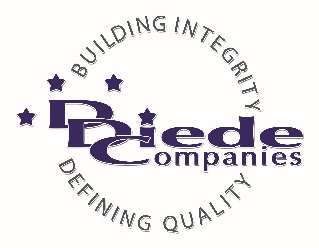 BUILDING INTEGRITY
DDiede
Companies
DEFINING QUALITY